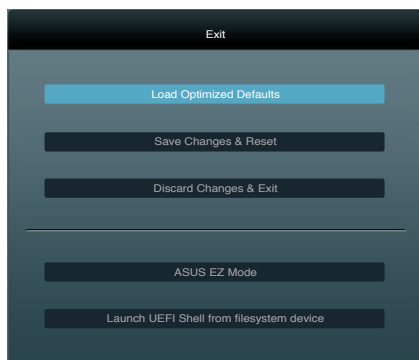 Exit
Load Optimized Defaults
Save Changes & Reset
Discard Changes & Exit
ASUS EZ Mode
Launch UEFI Shell from filesystem device